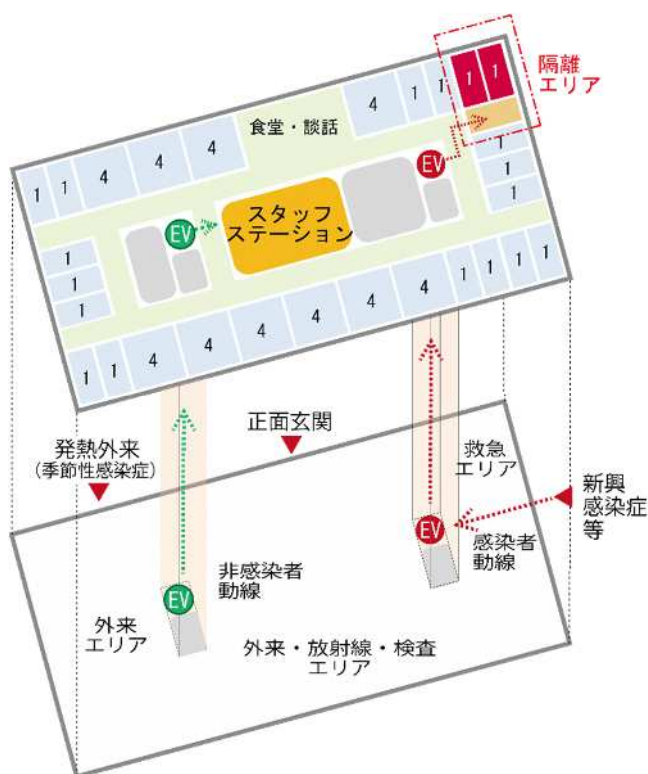 隔離
エリア
4 1 1 1 1
食堂・談話
1 1 4 4 4
1
1
1
EV
スタッフ
ステーション
EV
1
1
1
1 1 4 4 4 4 4 4 1 1 1 1
正面玄関
発熱外来
(季節性感染症)
救急
エリア
新興
感染症
等
EV
感染者
動線
非感染者
動線
EV
外来
エリア
外来・放射線・検査
エリア